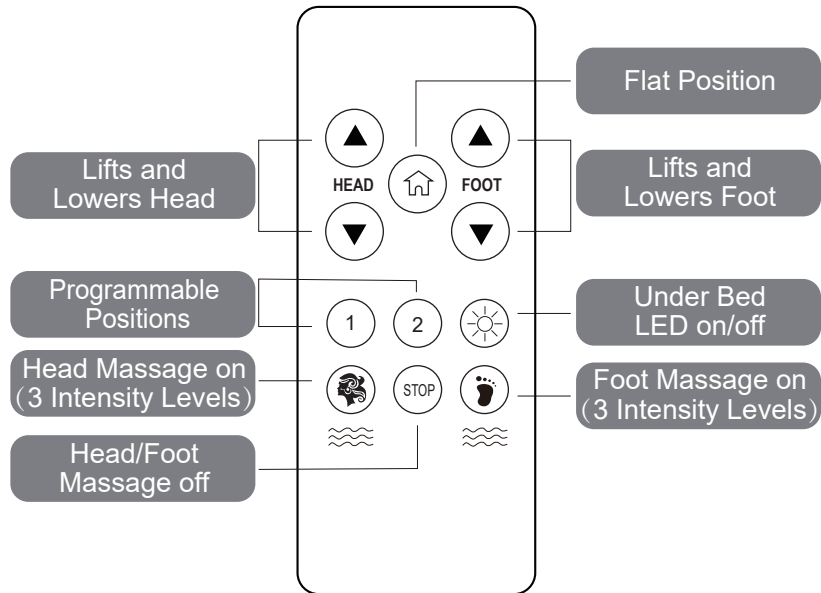 Flat Position
Lifts and
Lowers Head
HEAD
FOOT
Lifts and
Lowers Foot
Programmable
Positions
1
2
Under Bed
LED on/off
Head Massage on
（3 Intensity Levels）
STOP
Foot Massage on
（3 Intensity Levels）
Head/Foot
Massage off